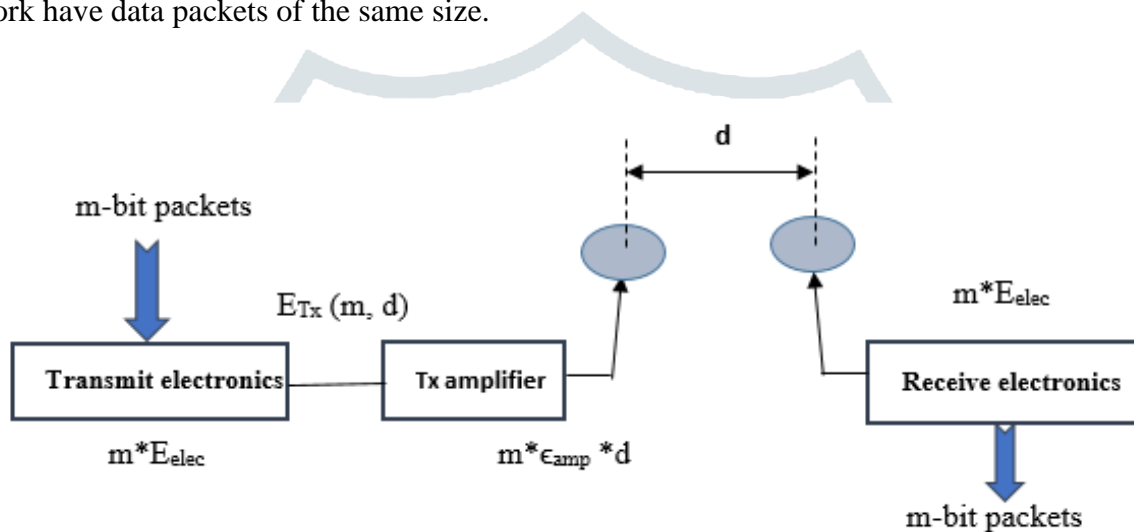 ork have data packets of the same size.
d
m-bit packets
m*Eelec
ETx (m, d)
Transmit electronics
Tx amplifier
Receive electronics
m*Eelec
m*ϵamp *d
m-bit packets